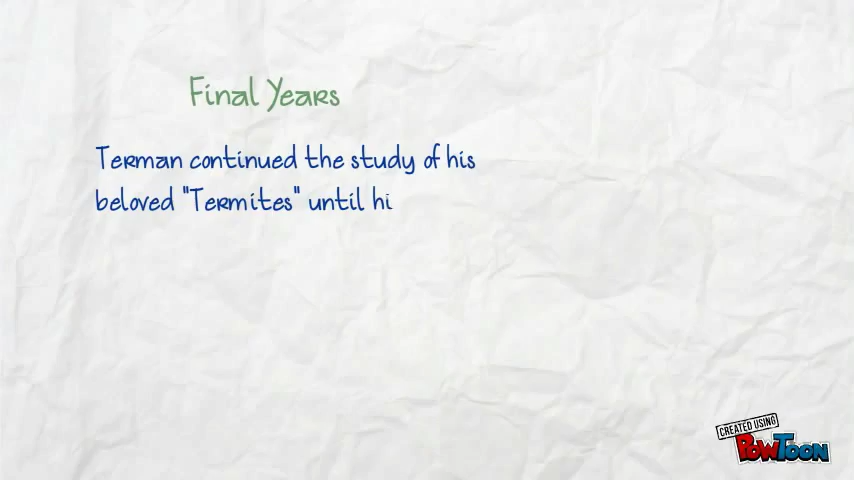 Final Years
Terman continued the study of his
beloved "Termites" until hi
CREATED USING
POWTOON